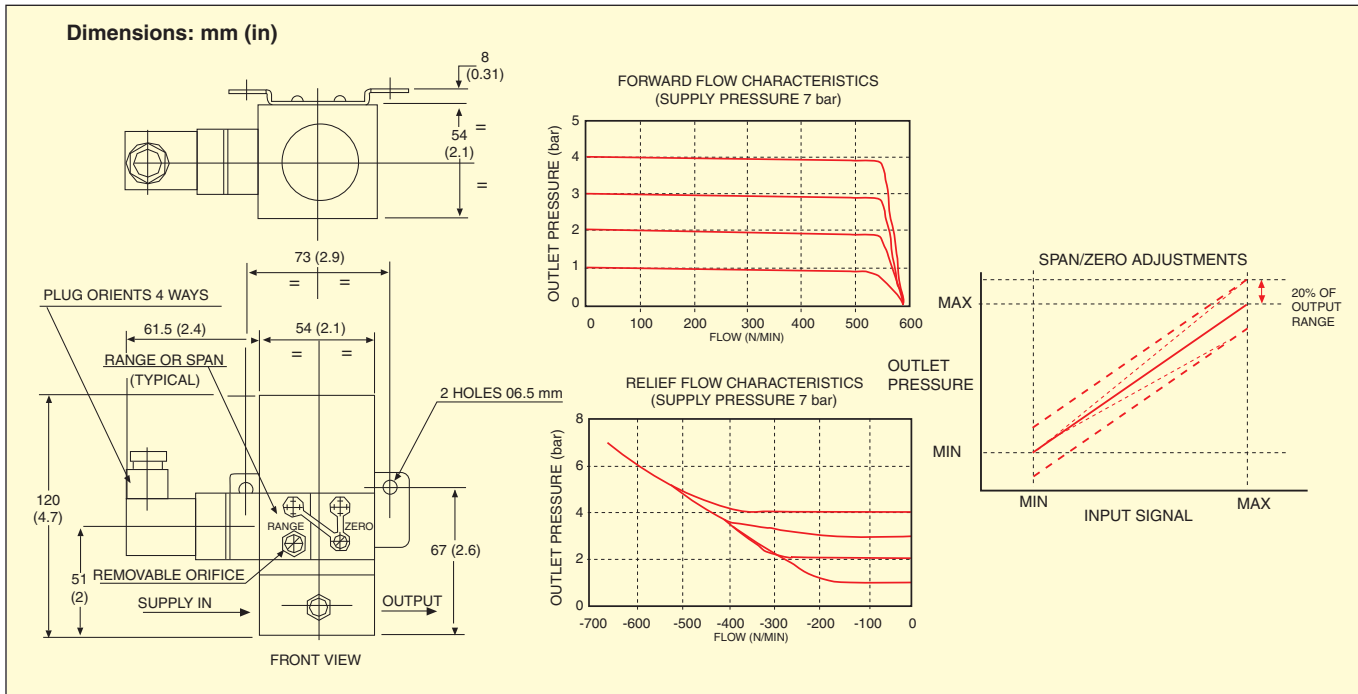 Dimensions: mm (in)
8
(0.31)
54
(2.1)
=
=
73 (2.9)
= =
PLUG ORIENTS 4 WAYS
61.5 (2.4)
54 (2.1)
= =
RANGE OR SPAN
(TYPICAL)
2 HOLES 06.5 mm
120
(4.7)
RANGE
ZERO
67 (2.6)
51
(2)
REMOVABLE ORIFICE
SUPPLY IN
OUTPUT
FRONT VIEW
FORWARD FLOW CHARACTERISTICS
(SUPPLY PRESSURE 7 bar)
OUTLET PRESSURE (bar)
5
4
3
2
1
0
0 100 200 300 400 500 600
FLOW (N/MIN)
RELIEF FLOW CHARACTERISTICS
(SUPPLY PRESSURE 7 bar)
OUTLET PRESSURE (bar)
8
6
4
2
0
-700 -600 -500 -400 -300 -200 -100 0
FLOW (N/MIN)
SPAN/ZERO ADJUSTMENTS
MAX
20% OF
OUTPUT
RANGE
OUTLET
PRESSURE
MIN
MIN
MAX
INPUT SIGNAL